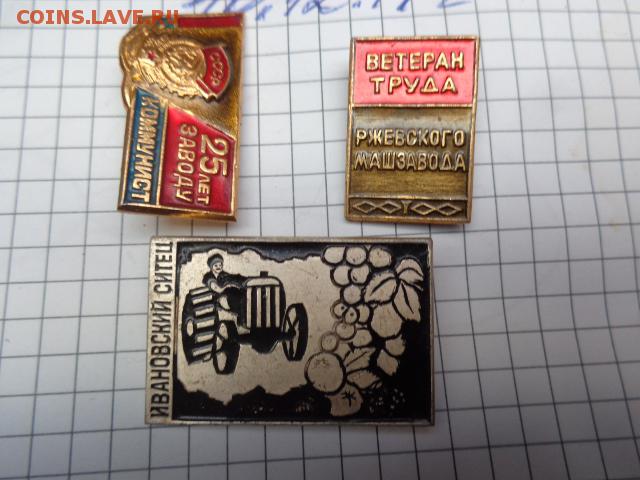 COINS.LAVE.RU
СССР
25 ЛЕТ
ЗАВОДУ
КОММУНИСТ
ВЕТЕРАН
ТРУДА
РЖЕВСКОГО
МАШЗАВОДА
ИВАНОВСКИЙ СИТЕЦ